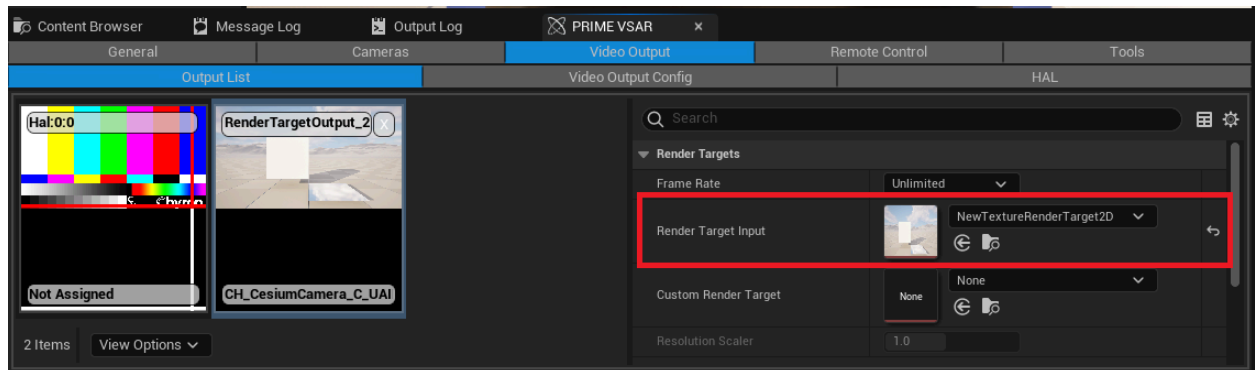 Content Browser Message Log Output Log PRIME VSAR
General Cameras Video Output Remote Control Tools
Output List Video Output Config HAL
Hal:0:0
Not Assigned
RenderTargetOutput_2 X
CH_CesiumCamera_C_UAI
2 Items View Options
Search
Render Targets
Frame Rate Unlimited
Render Target Input NewTextureRenderTarget2D
Custom Render Target None None
Resolution Scaler 1.0